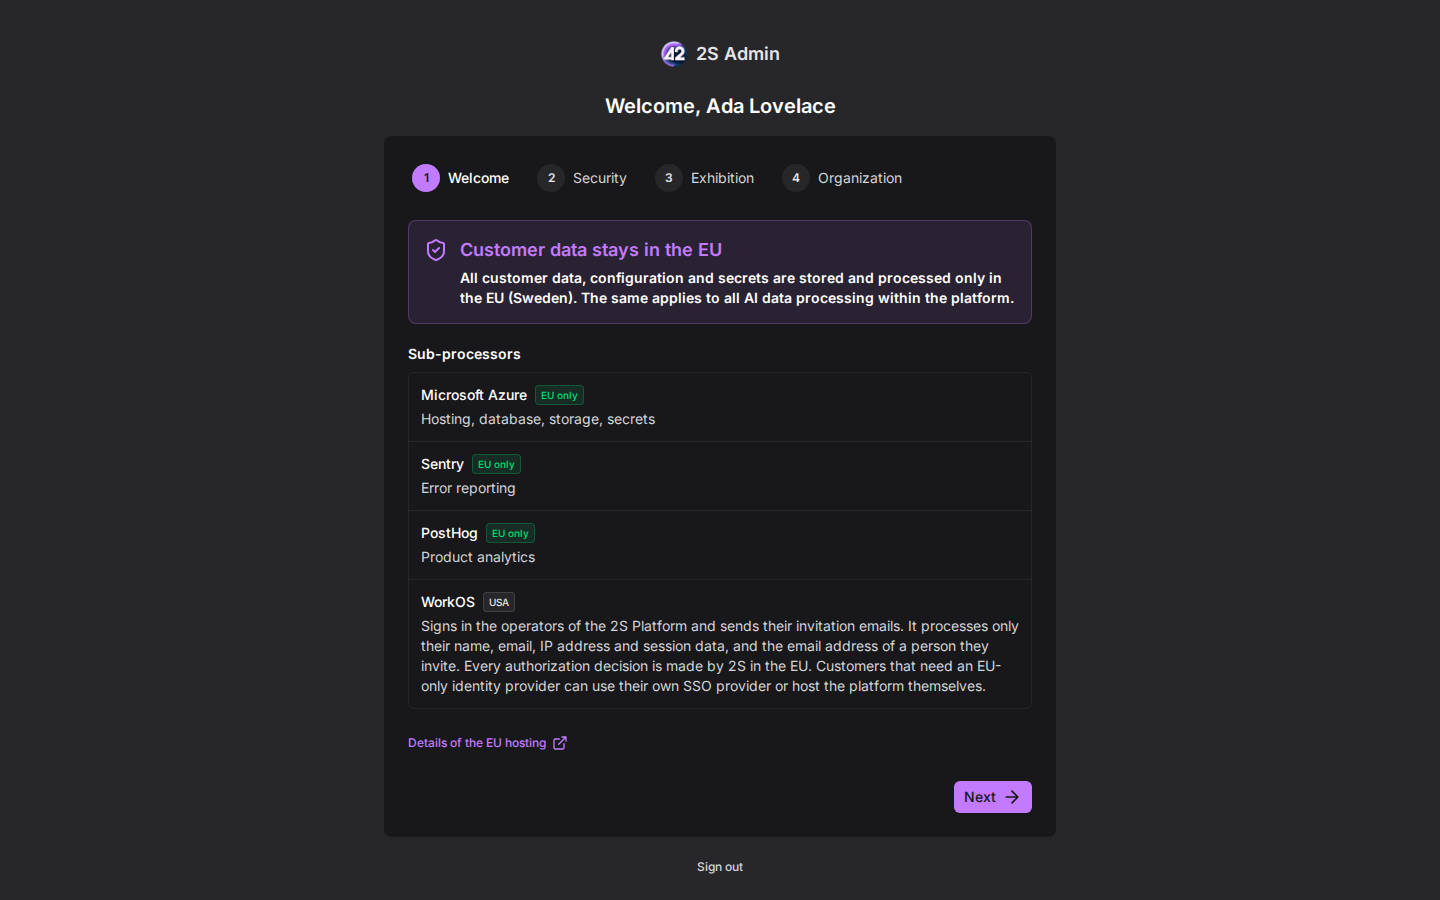 42 2S Admin
Welcome, Ada Lovelace
1 Welcome 2 Security 3 Exhibition 4 Organization
Customer data stays in the EU
All customer data, configuration and secrets are stored and processed only in
the EU (Sweden). The same applies to all AI data processing within the platform.
Sub-processors
Microsoft Azure EU only
Hosting, database, storage, secrets
Sentry EU only
Error reporting
PostHog EU only
Product analytics
WorkOS USA
Signs in the operators of the 2S Platform and sends their invitation emails. It processes only
their name, email, IP address and session data, and the email address of a person they
invite. Every authorization decision is made by 2S in the EU. Customers that need an EU-
only identity provider can use their own SSO provider or host the platform themselves.
Details of the EU hosting
Next
Sign out